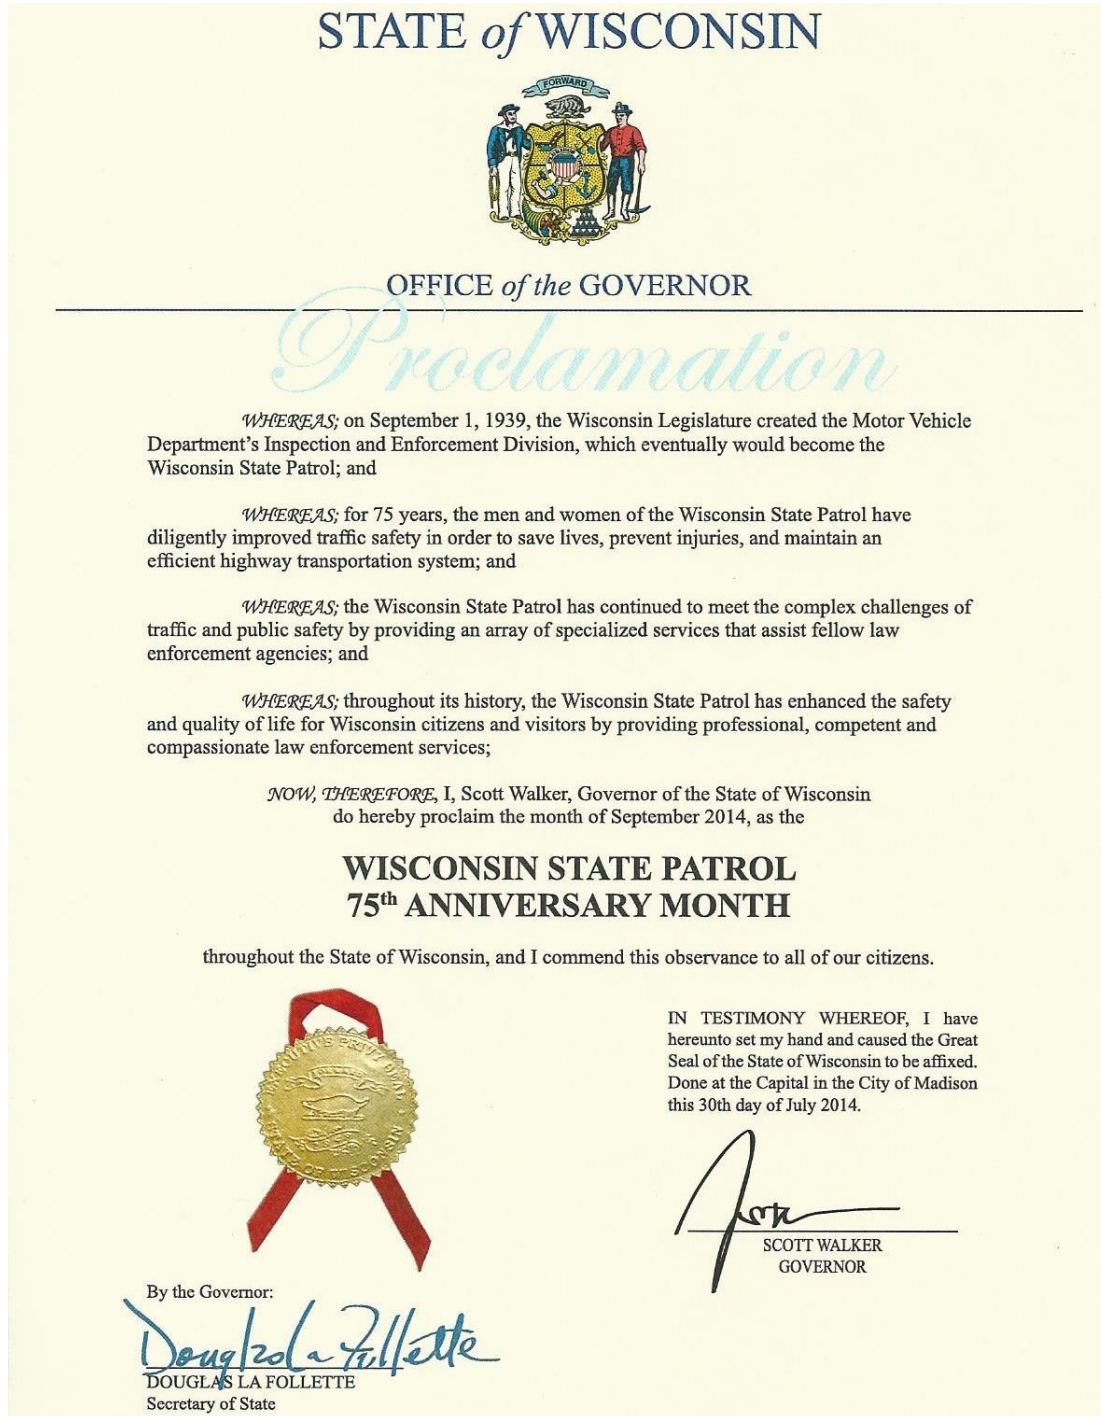 STATE of WISCONSIN
FORWARD
OFFICE of the GOVERNOR
Proclamation
WHEREAS; on September 1, 1939, the Wisconsin Legislature created the Motor Vehicle
Department's Inspection and Enforcement Division, which eventually would become the
Wisconsin State Patrol; and
WHEREAS; for 75 years, the men and women of the Wisconsin State Patrol have
diligently improved traffic safety in order to save lives, prevent injuries, and maintain an
efficient highway transportation system; and
WHEREAS; the Wisconsin State Patrol has continued to meet the complex challenges of
traffic and public safety by providing an array of specialized services that assist fellow law
enforcement agencies; and
WHEREAS; throughout its history, the Wisconsin State Patrol has enhanced the safety
and quality of life for Wisconsin citizens and visitors by providing professional, competent and
compassionate law enforcement services;
NOW, THEREFORE, I, Scott Walker, Governor of the State of Wisconsin
do hereby proclaim the month of September 2014, as the
WISCONSIN STATE PATROL
75th ANNIVERSARY MONTH
throughout the State of Wisconsin, and I commend this observance to all of our citizens.
EXECUTIVE PRIVY SEAL
STATE OF WISCONSIN
IN TESTIMONY WHEREOF, I have
hereunto set my hand and caused the Great
Seal of the State of Wisconsin to be affixed.
Done at the Capital in the City of Madison
this 30th day of July 2014.
SCOTT WALKER
GOVERNOR
By the Governor:
Douglas La Follette
DOUGLAS LA FOLLETTE
Secretary of State